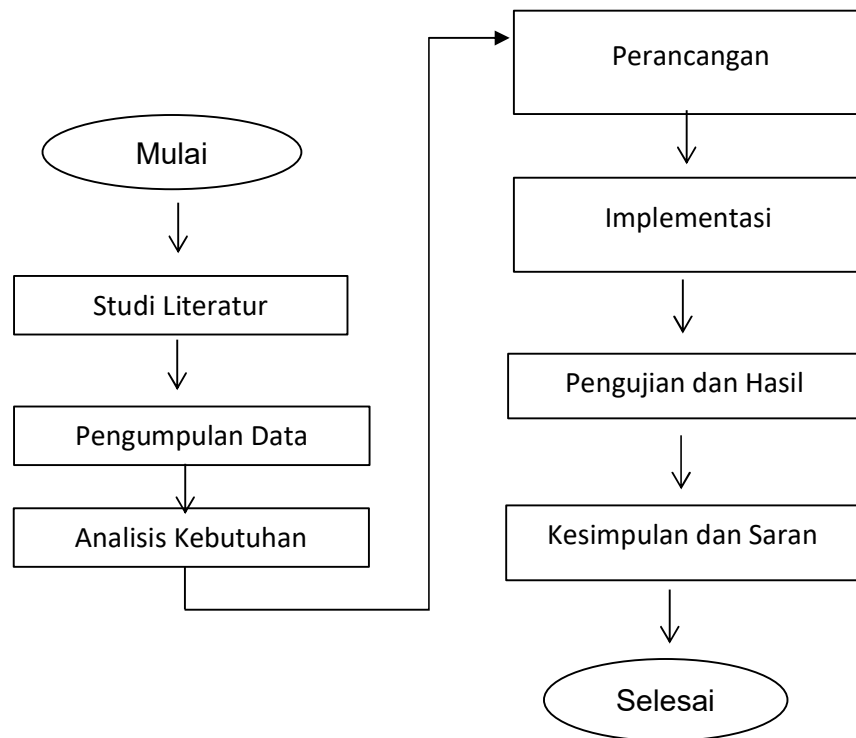 Mulai
Studi Literatur
Pengumpulan Data
Analisis Kebutuhan
Perancangan
Implementasi
Pengujian dan Hasil
Kesimpulan dan Saran
Selesai